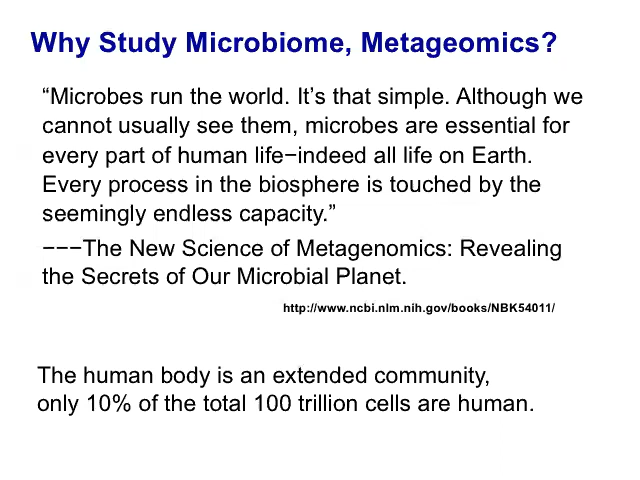 Why Study Microbiome, Metageomics?
“Microbes run the world. It’s that simple. Although we
cannot usually see them, microbes are essential for
every part of human life−indeed all life on Earth.
Every process in the biosphere is touched by the
seemingly endless capacity.”
−−−The New Science of Metagenomics: Revealing
the Secrets of Our Microbial Planet.
http://www.ncbi.nlm.nih.gov/books/NBK54011/
The human body is an extended community,
only 10% of the total 100 trillion cells are human.